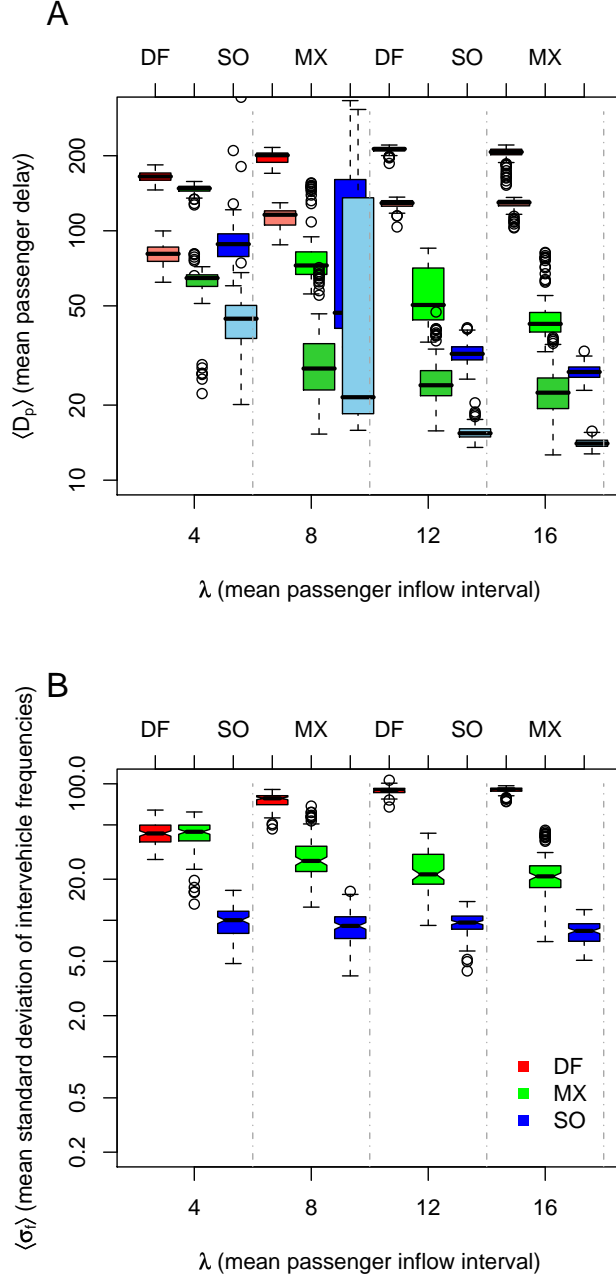 A
DF SO MX DF SO MX
200
100
50
20
10
⟨Dp⟩ (mean passenger delay)
4 8 12 16
λ (mean passenger inflow interval)
B
DF SO MX DF SO MX
100.0
20.0
5.0
2.0
0.5
0.2
⟨σf⟩ (mean standard deviation of intervehicle frequencies)
DF
MX
SO
4 8 12 16
λ (mean passenger inflow interval)